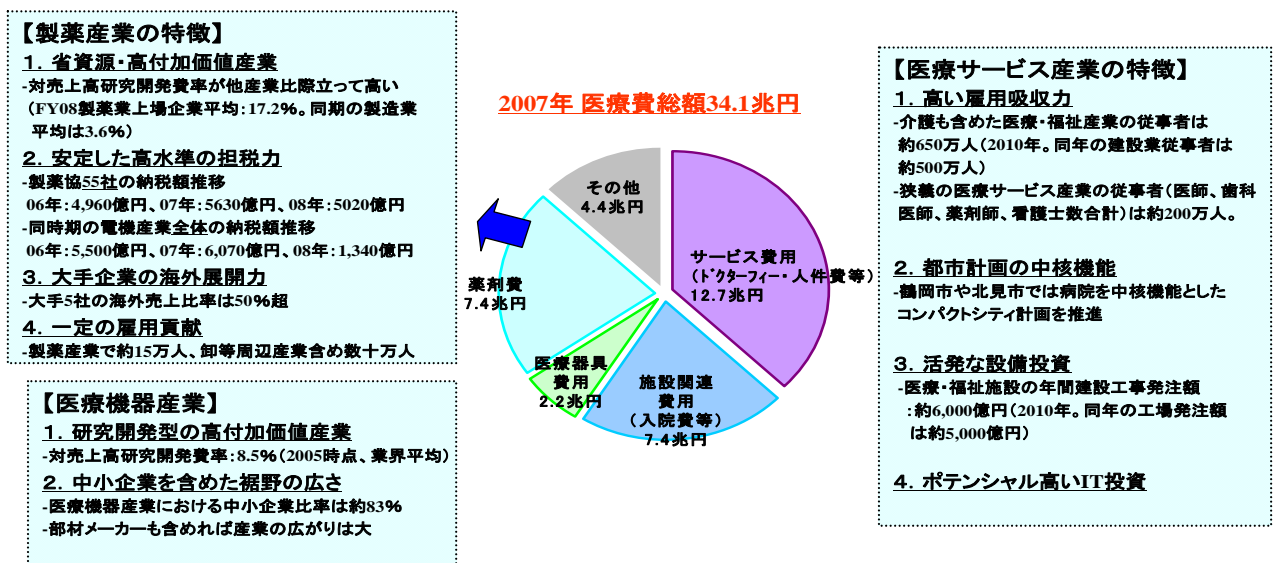 【製薬産業の特徴】
1．省資源・高付加価値産業
-対売上高研究開発費率が他産業比際立って高い
（FY08製薬業上場企業平均：17.2%。同期の製造業
平均は3.6%）
2．安定した高水準の担税力
-製薬協55社の納税額推移
06年：4,960億円、07年：5630億円、08年：5020億円
-同時期の電機産業全体の納税額推移
06年：5,500億円、07年：6,070億円、08年：1,340億円
3．大手企業の海外展開力
-大手5社の海外売上比率は50%超
4．一定の雇用貢献
-製薬産業で約15万人、卸等周辺産業含め数十万人
【医療機器産業】
1．研究開発型の高付加価値産業
-対売上高研究開発費率：8.5%（2005時点、業界平均）
2．中小企業を含めた裾野の広さ
-医療機器産業における中小企業比率は約83%
-部材メーカーも含めれば産業の広がりは大
2007年 医療費総額34.1兆円
その他
4.4兆円
サービス費用
（ﾄﾞｸﾀｰフィー・人件費等）
12.7兆円
薬剤費
7.4兆円
医療器具
費用
2.2兆円
施設関連
費用
（入院費等）
7.4兆円
【医療サービス産業の特徴】
1．高い雇用吸収力
-介護も含めた医療・福祉産業の従事者は
約650万人（2010年。同年の建設業従事者は
約500万人）
-狭義の医療サービス産業の従事者（医師、歯科
医師、薬剤師、看護士数合計）は約200万人。
2．都市計画の中核機能
-鶴岡市や北見市では病院を中核機能とした
コンパクトシティ計画を推進
3．活発な設備投資
-医療・福祉施設の年間建設工事発注額
：約6,000億円（2010年。同年の工場発注額
は約5,000億円）
4．ポテンシャル高いIT投資